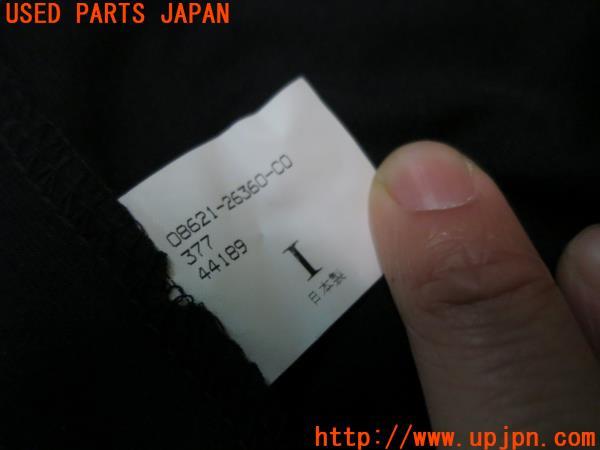 USED PARTS JAPAN
08621-26360-C0
377
44189
I
日本製
http://www.upjpn.com